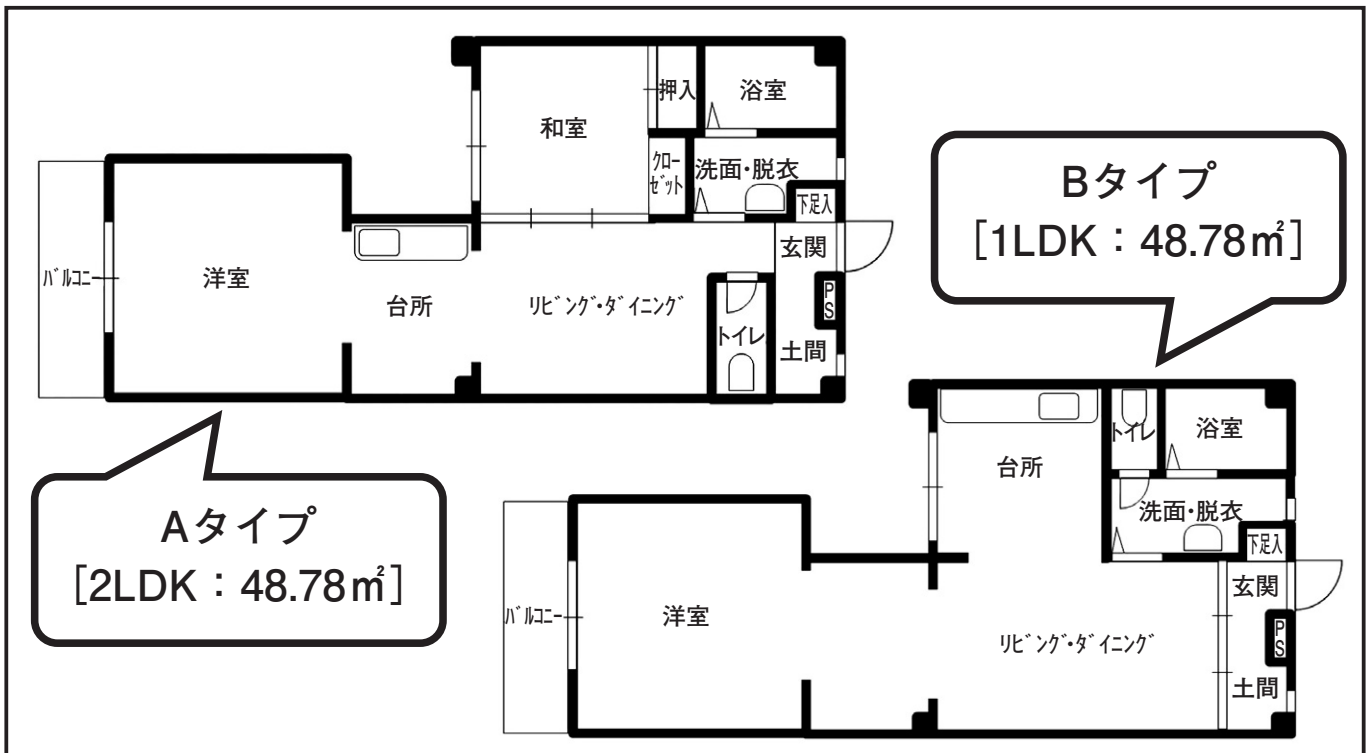 押入
浴室
和室
クロー
ゼット
洗面・脱衣
下足入
玄関
バルコニー
洋室
台所
リビング・ダイニング
PS
トイレ
土間
Aタイプ
[2LDK：48.78㎡]
Bタイプ
[1LDK：48.78㎡]
トイレ
浴室
台所
洗面・脱衣
下足入
玄関
バルコニー
洋室
リビング・ダイニング
PS
土間